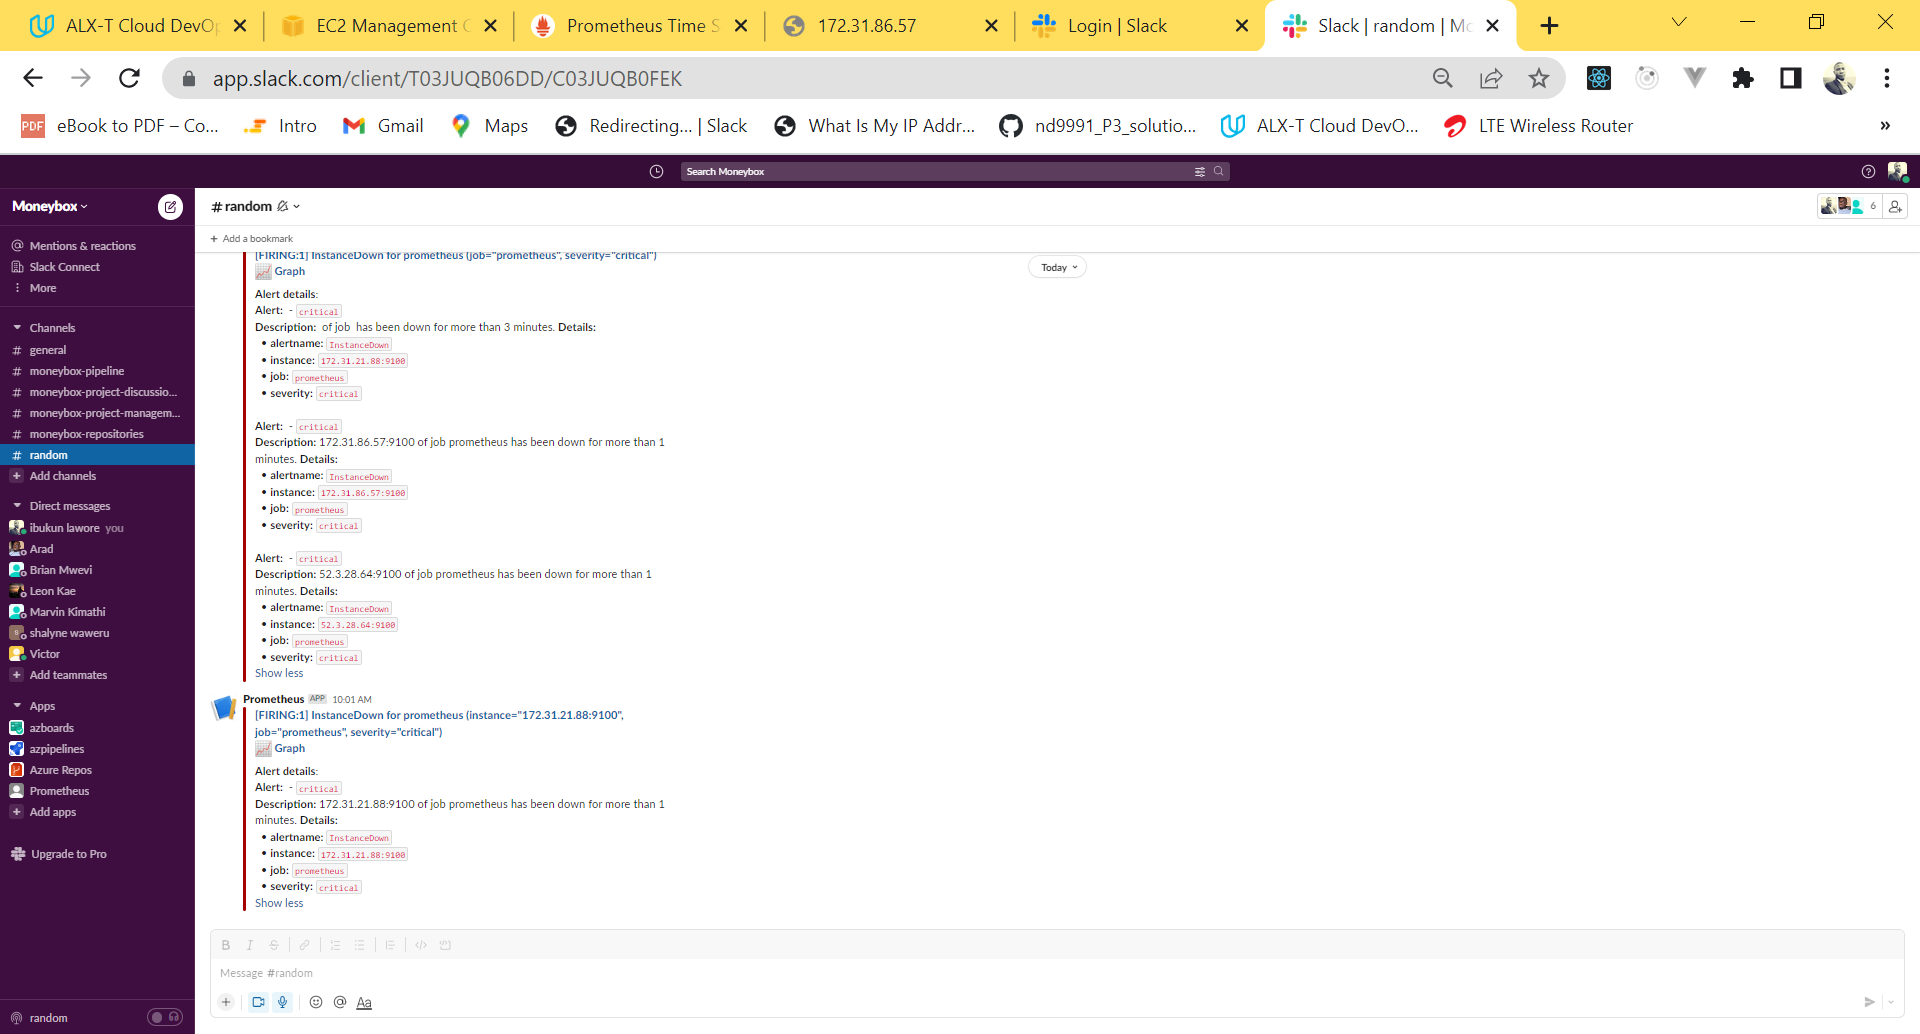 ALX-T Cloud DevOp
EC2 Management C
Prometheus Time S
172.31.86.57
Login | Slack
Slack | random | Mo
app.slack.com/client/T03JUQB06DD/C03JUQB0FEK
PDF
eBook to PDF – Co...
Intro
Gmail
Maps
Redirecting... | Slack
What Is My IP Addr...
nd9991_P3_solutio...
ALX-T Cloud DevO...
LTE Wireless Router
»
Search Moneybox
Moneybox
Mentions & reactions
Slack Connect
More
Channels
# general
# moneybox-pipeline
# moneybox-project-discussio...
# moneybox-project-managem...
# moneybox-repositories
# random
+ Add channels
Direct messages
ibukun lawore you
Arad
Brian Mwevi
Leon Kae
Marvin Kimathi
shalyne waweru
Victor
+ Add teammates
Apps
azboards
azpipelines
Azure Repos
Prometheus
+ Add apps
Upgrade to Pro
random
# random
6
+ Add a bookmark
Today
[FIRING:1] InstanceDown for prometheus (job="prometheus", severity="critical")
Graph
Alert details:
Alert: - critical
Description: of job has been down for more than 3 minutes. Details:
• alertname: InstanceDown
• instance: 172.31.21.88:9100
• job: prometheus
• severity: critical
Alert: - critical
Description: 172.31.86.57:9100 of job prometheus has been down for more than 1
minutes. Details:
• alertname: InstanceDown
• instance: 172.31.86.57:9100
• job: prometheus
• severity: critical
Alert: - critical
Description: 52.3.28.64:9100 of job prometheus has been down for more than 1
minutes. Details:
• alertname: InstanceDown
• instance: 52.3.28.64:9100
• job: prometheus
• severity: critical
Show less
Prometheus APP 10:01 AM
[FIRING:1] InstanceDown for prometheus (instance="172.31.21.88:9100",
job="prometheus", severity="critical")
Graph
Alert details:
Alert: - critical
Description: 172.31.21.88:9100 of job prometheus has been down for more than 1
minutes. Details:
• alertname: InstanceDown
• instance: 172.31.21.88:9100
• job: prometheus
• severity: critical
Show less
B I S
Message #random
+ @ Aa